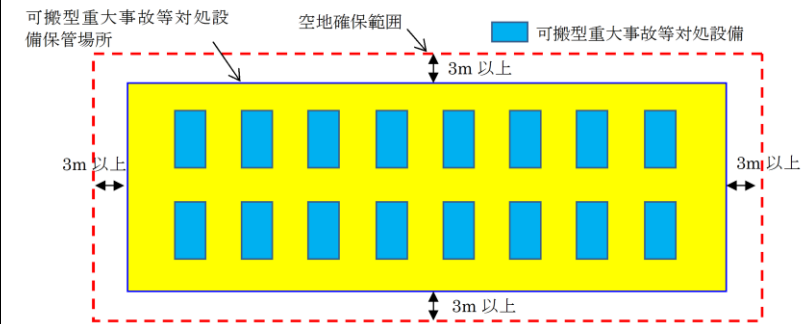 可搬型重大事故等対処設
備保管場所
空地確保範囲
可搬型重大事故等対処設備
3m 以上
3m 以上
3m 以上
3m 以上